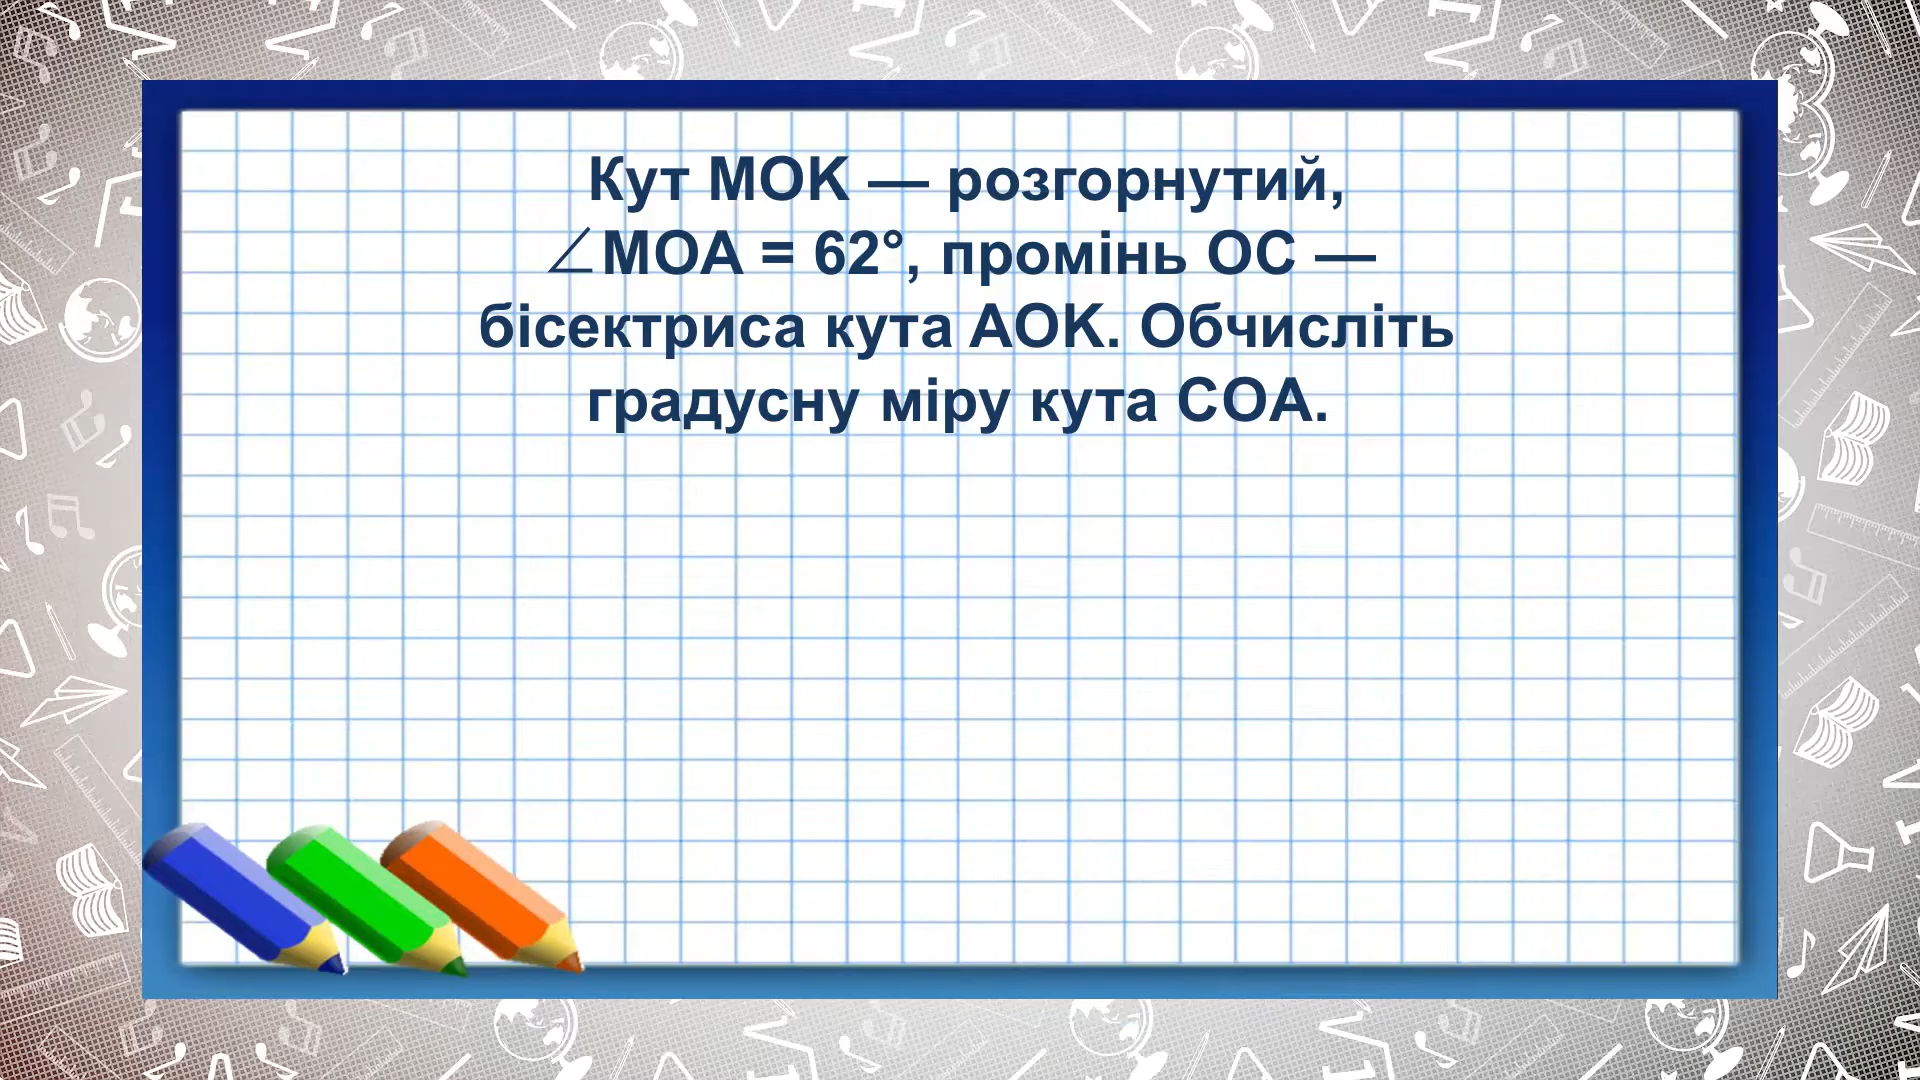 Кут МОК — розгорнутий,
∠МОА = 62°, промінь ОС —
бісектриса кута АОК. Обчисліть
градусну міру кута СОА.